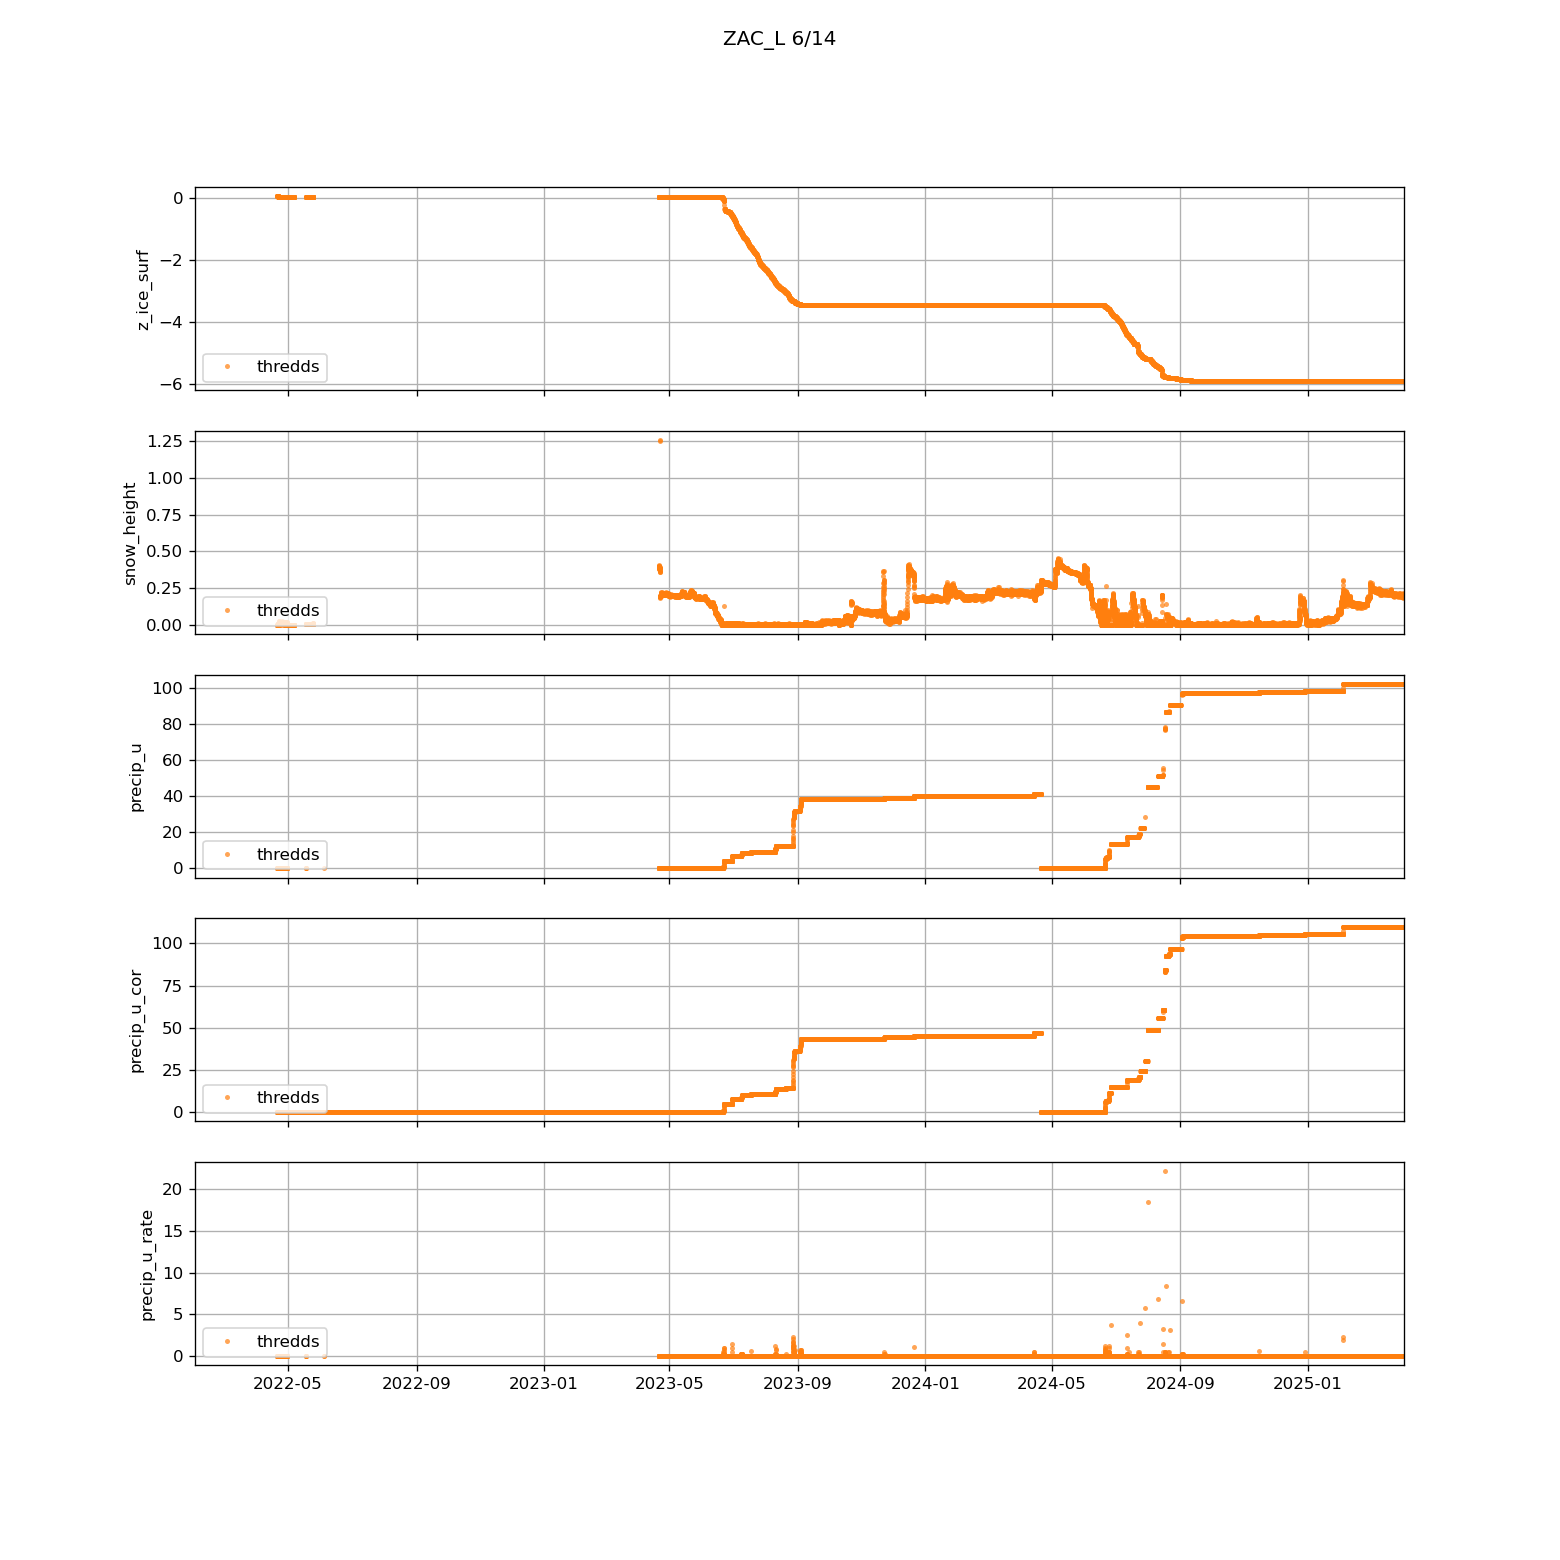 ZAC_L 6/14
0
−2
−4
−6
z_ice_surf
thredds
1.25
1.00
0.75
0.50
0.25
0.00
snow_height
thredds
100
80
60
40
20
0
precip_u
thredds
100
75
50
25
0
precip_u_cor
thredds
20
15
10
5
0
precip_u_rate
thredds
2022-05 2022-09 2023-01 2023-05 2023-09 2024-01 2024-05 2024-09 2025-01